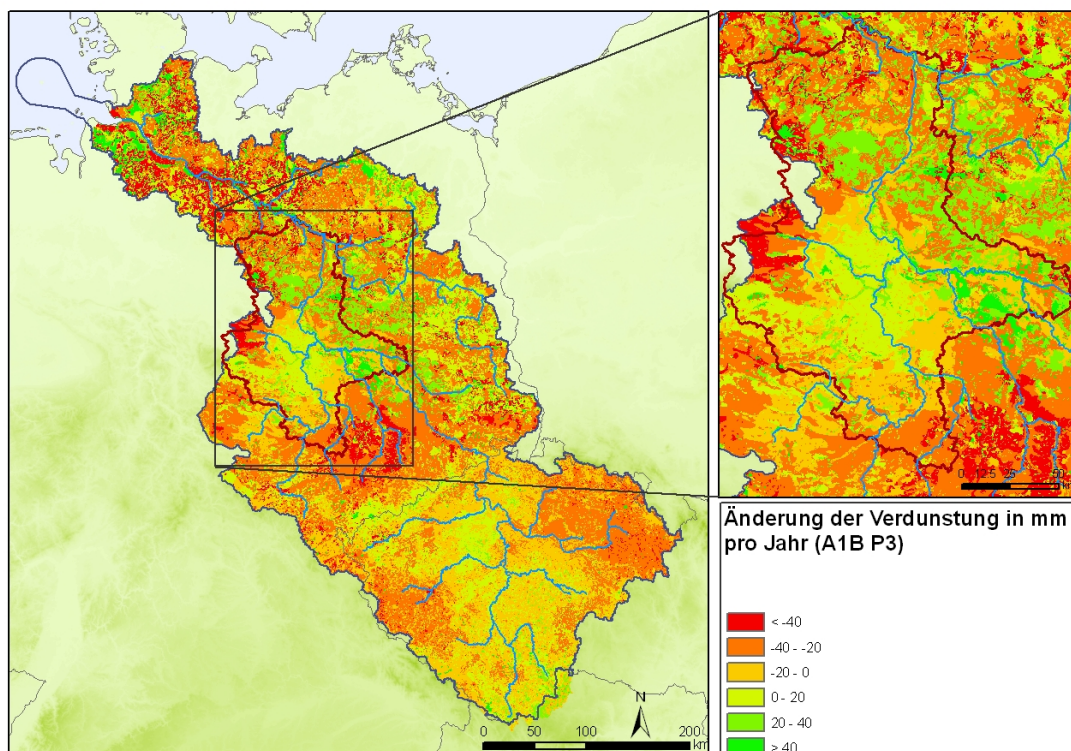 0 12,5 25 50
km
Änderung der Verdunstung in mm
pro Jahr (A1B P3)
< -40
-40 - -20
-20 - 0
0 - 20
20 - 40
> 40
N
0 50 100 200
km